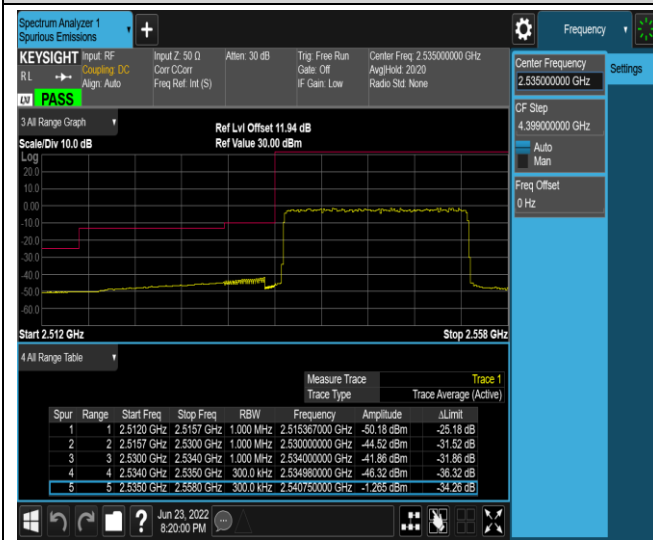 Spectrum Analyzer 1
Spurious Emissions
Frequency
KEYSIGHT
Input: RF
Coupling: DC
Align: Auto
Input Z: 50 Ω
Corr CCorr
Freq Ref: Int (S)
Atten: 30 dB
Trig: Free Run
Gate: Off
IF Gain: Low
Center Freq: 2.535000000 GHz
Avg|Hold: 20/20
Radio Std: None
R L
LXI
PASS
Center Frequency
2.535000000 GHz
Settings
CF Step
4.399000000 GHz
Auto
Man
Freq Offset
0 Hz
3 All Range Graph
Scale/Div 10.0 dB
Ref Lvl Offset 11.94 dB
Ref Value 30.00 dBm
Log
20.0
10.0
0.00
-10.0
-20.0
-30.0
-40.0
-50.0
-60.0
Start 2.512 GHz
Stop 2.558 GHz
4 All Range Table
Measure Trace Trace 1
Trace Type Trace Average (Active)
Spur Range Start Freq Stop Freq RBW Frequency Amplitude ΔLimit
1 1 2.5120 GHz 2.5157 GHz 1.000 MHz 2.515367000 GHz -50.18 dBm -25.18 dB
2 2 2.5157 GHz 2.5300 GHz 1.000 MHz 2.530000000 GHz -44.52 dBm -31.52 dB
3 3 2.5300 GHz 2.5340 GHz 1.000 MHz 2.534000000 GHz -41.86 dBm -31.86 dB
4 4 2.5340 GHz 2.5350 GHz 300.0 kHz 2.534980000 GHz -46.32 dBm -36.32 dB
5 5 2.5350 GHz 2.5580 GHz 300.0 kHz 2.540750000 GHz -1.265 dBm -34.26 dB
?
Jun 23, 2022
8:20:00 PM